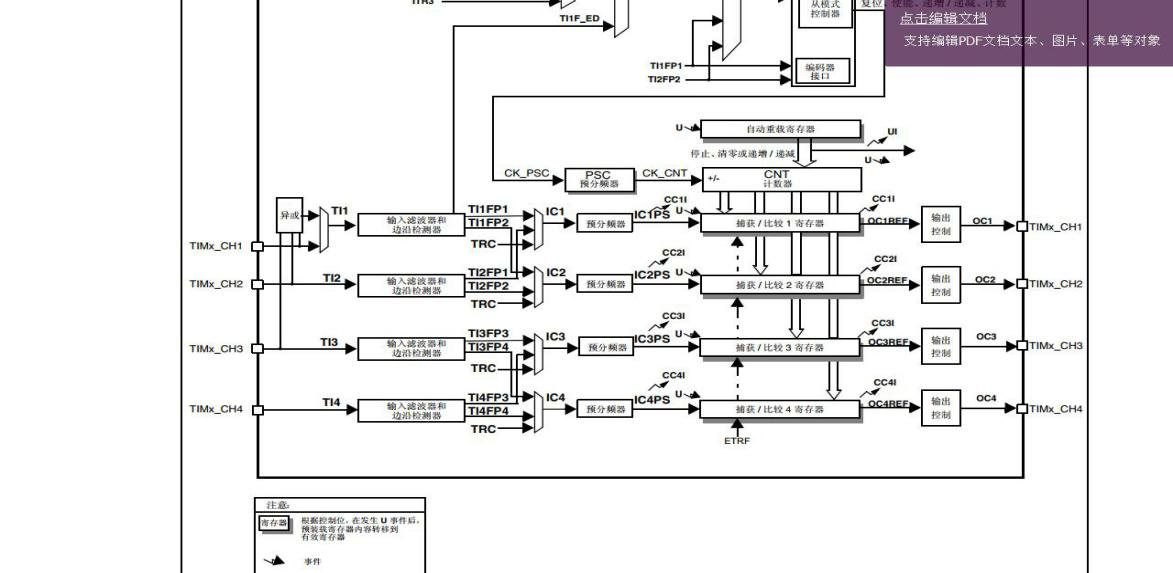 ITR3
TI1F_ED
从模式
控制器
复位、使能、递增 / 递减、计数
点击编辑文档
支持编辑PDF文档文本、图片、表单等对象
TI1FP1
TI2FP2
编码器
接口
U
自动重载寄存器
UI
停止、清零或递增 / 递减
U
CK_PSC
PSC
预分频器
CK_CNT
+/-
CNT
计数器
异或
TI1
输入滤波器和
边沿检测器
TI1FP1
TI1FP2
TRC
IC1
预分频器
IC1PS
CC1I
U
捕获 / 比较 1 寄存器
CC1I
OC1REF
输出
控制
OC1
TIMx_CH1
TIMx_CH1
TIMx_CH2
TI2
输入滤波器和
边沿检测器
TI2FP1
TI2FP2
TRC
IC2
预分频器
IC2PS
CC2I
U
捕获 / 比较 2 寄存器
CC2I
OC2REF
输出
控制
OC2
TIMx_CH2
TIMx_CH3
TI3
输入滤波器和
边沿检测器
TI3FP3
TI3FP4
TRC
IC3
预分频器
IC3PS
CC3I
U
捕获 / 比较 3 寄存器
CC3I
OC3REF
输出
控制
OC3
TIMx_CH3
TIMx_CH4
TI4
输入滤波器和
边沿检测器
TI4FP3
TI4FP4
TRC
IC4
预分频器
IC4PS
CC4I
U
捕获 / 比较 4 寄存器
CC4I
OC4REF
输出
控制
OC4
TIMx_CH4
ETRF
注意:
寄存器
根据控制位，在发生 U 事件后，
预装载寄存器内容转移到
有效寄存器
事件